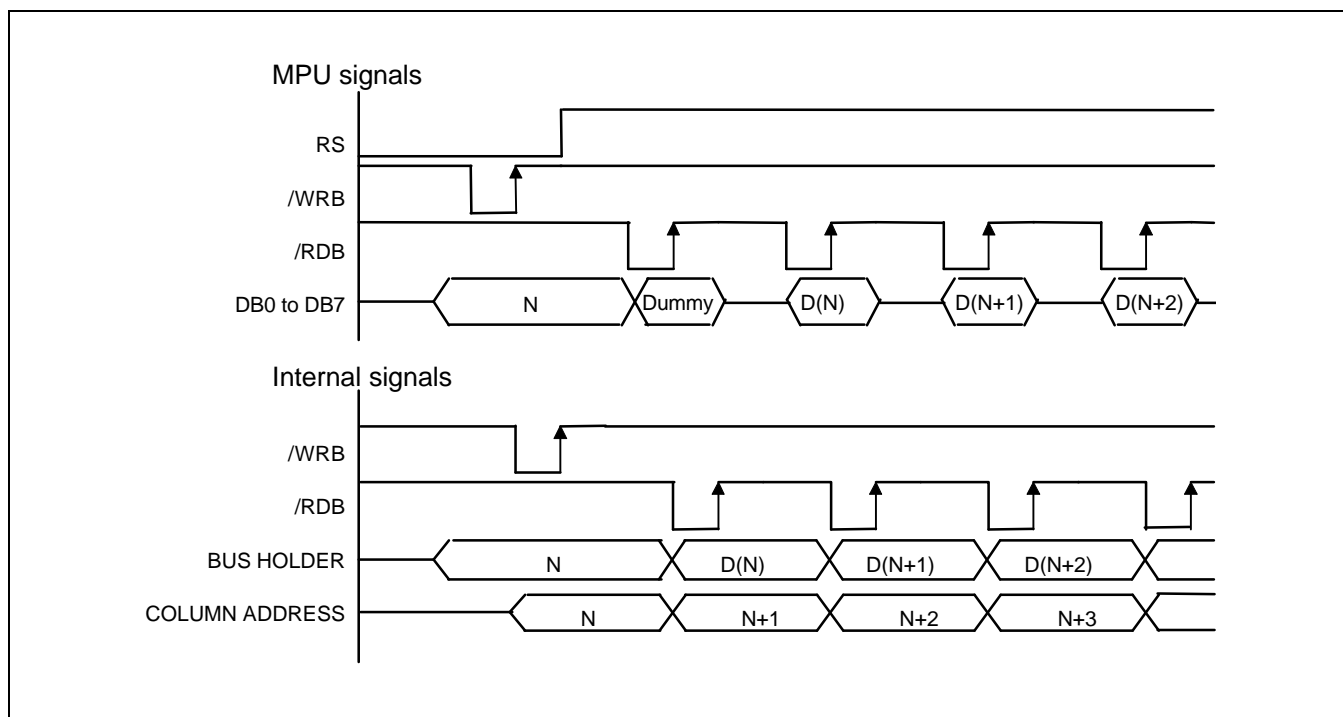 MPU signals
RS
/WRB
/RDB
DB0 to DB7 N Dummy D(N) D(N+1) D(N+2)
Internal signals
/WRB
/RDB
BUS HOLDER N D(N) D(N+1) D(N+2)
COLUMN ADDRESS N N+1 N+2 N+3